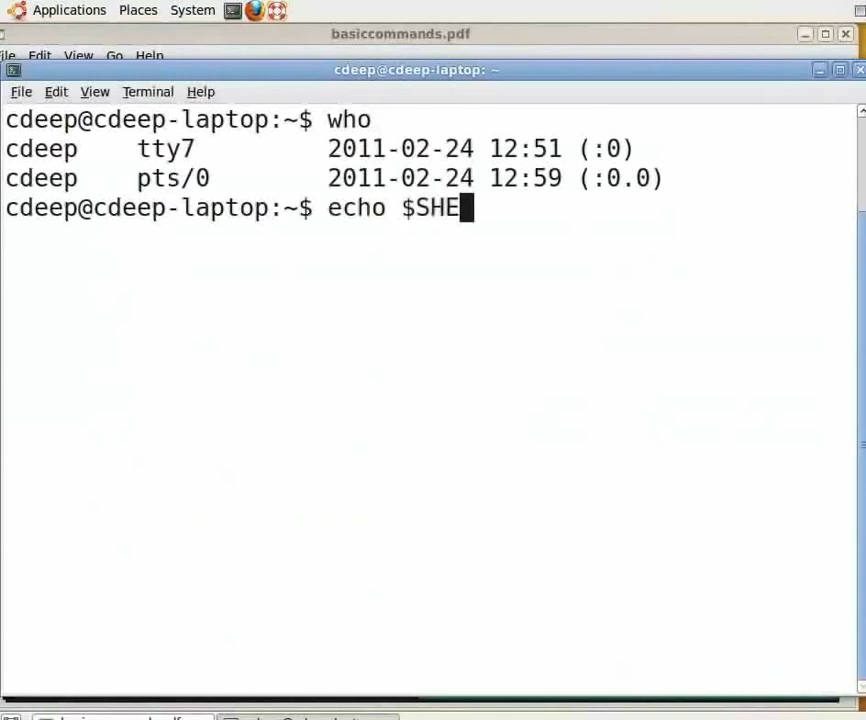 Applications Places System
basiccommands.pdf
ile Edit View Go Help
cdeep@cdeep-laptop: ~
File Edit View Terminal Help
cdeep@cdeep-laptop:~$ who
cdeep tty7 2011-02-24 12:51 (:0)
cdeep pts/0 2011-02-24 12:59 (:0.0)
cdeep@cdeep-laptop:~$ echo $SHE